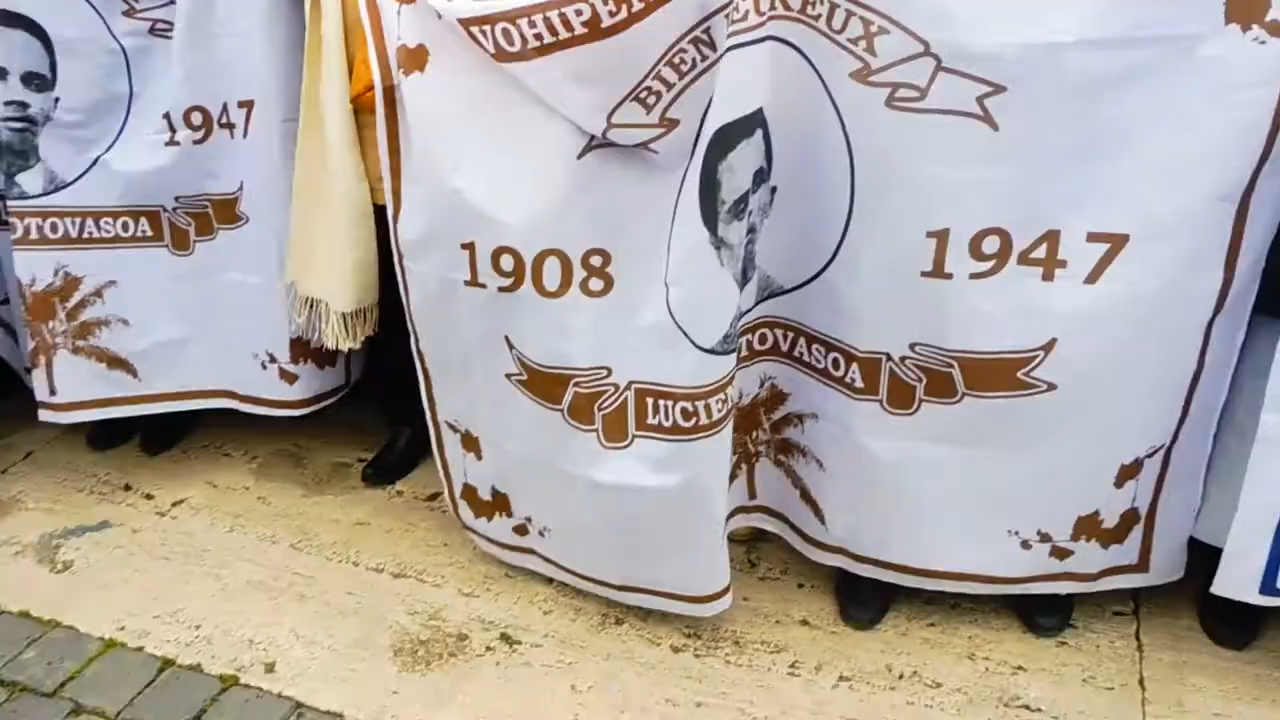 1947
OTOVASOA
VOHIPE
BIEN EUREUX
1908
1947
LUCIE TOVASOA